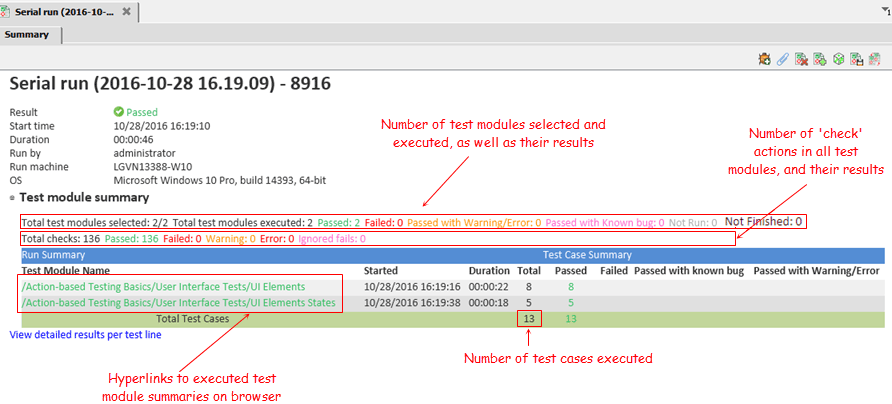 Serial run (2016-10-...
1
Summary
Serial run (2016-10-28 16.19.09) - 8916
Result Passed
Start time 10/28/2016 16:19:10
Duration 00:00:46
Run by administrator
Run machine LGVN13388-W10
OS Microsoft Windows 10 Pro, build 14393, 64-bit
Number of test modules selected and
executed, as well as their results
Number of 'check'
actions in all test
modules, and their results
Test module summary
Total test modules selected: 2/2 Total test modules executed: 2 Passed: 2 Failed: 0 Passed with Warning/Error: 0 Passed with Known bug: 0 Not Run: 0 Not Finished: 0
Total checks: 136 Passed: 136 Failed: 0 Warning: 0 Error: 0 Ignored fails: 0
Run Summary Test Case Summary
Test Module Name Started Duration Total Passed Failed Passed with known bug Passed with Warning/Error
/Action-based Testing Basics/User Interface Tests/UI Elements 10/28/2016 16:19:16 00:00:22 8 8
/Action-based Testing Basics/User Interface Tests/UI Elements States 10/28/2016 16:19:38 00:00:18 5 5
Total Test Cases 13 13
View detailed results per test line
Number of test cases executed
Hyperlinks to executed test
module summaries on browser